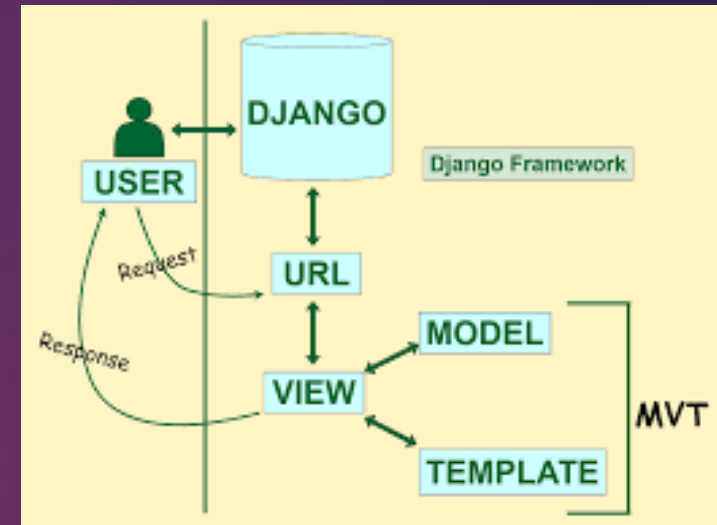 DJANGO
Django Framework
USER
Request
URL
Response
MODEL
VIEW
MVT
TEMPLATE